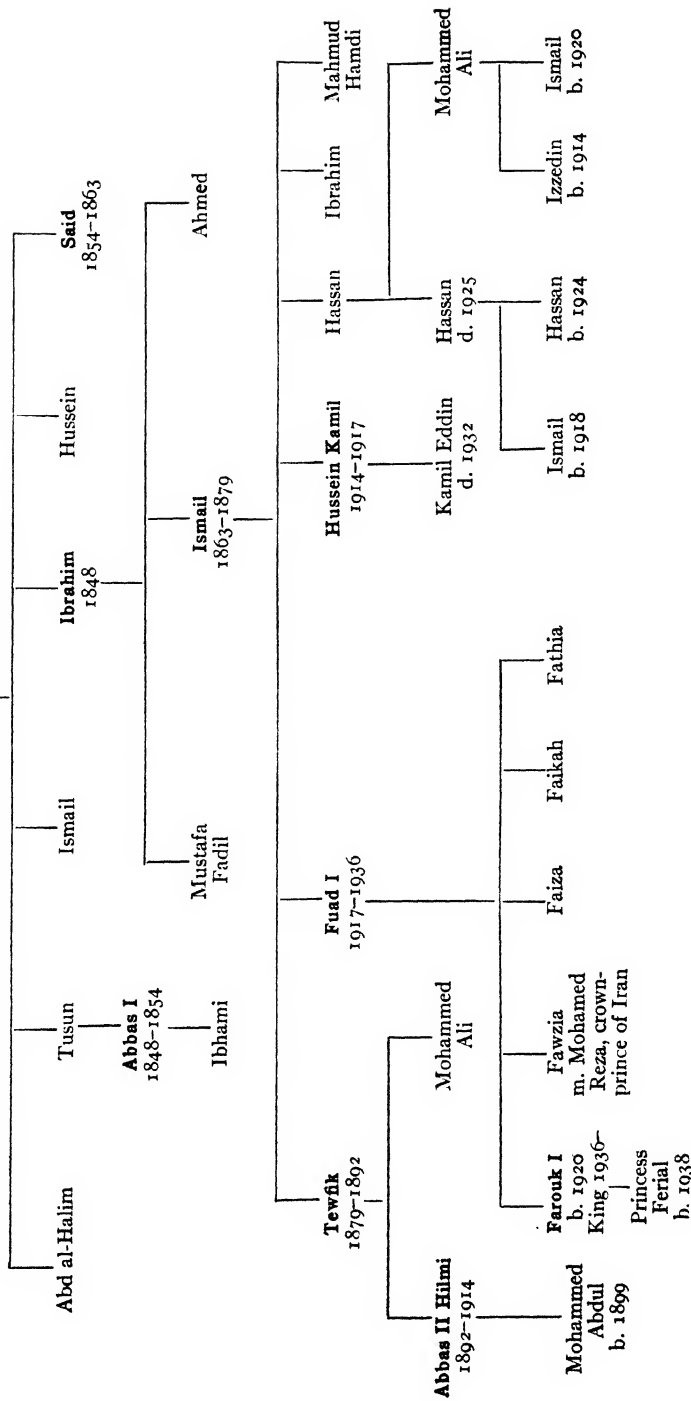 Abd al-Halim
Tusun
Ismail
Ibrahim
1848
Hussein
Said
1854–1863
Abbas I
1848–1854
Ibhami
Mustafa
Fadil
Ismail
1863–1879
Ahmed
Tewfik
1879–1892
Fuad I
1917–1936
Hussein Kamil
1914–1917
Hassan
Ibrahim
Mahmud
Hamdi
Abbas II Hilmi
1892–1914
Mohammed
Ali
Kamil Eddin
d. 1932
Hassan
d. 1925
Mohammed
Ali
Mohammed
Abdul
b. 1899
Farouk I
b. 1920
King 1936–
Princess
Ferial
b. 1938
Fawzia
m. Mohamed
Reza, crown-
prince of Iran
Faiza
Faikah
Fathia
Ismail
b. 1918
Hassan
b. 1924
Izzedin
b. 1914
Ismail
b. 1920